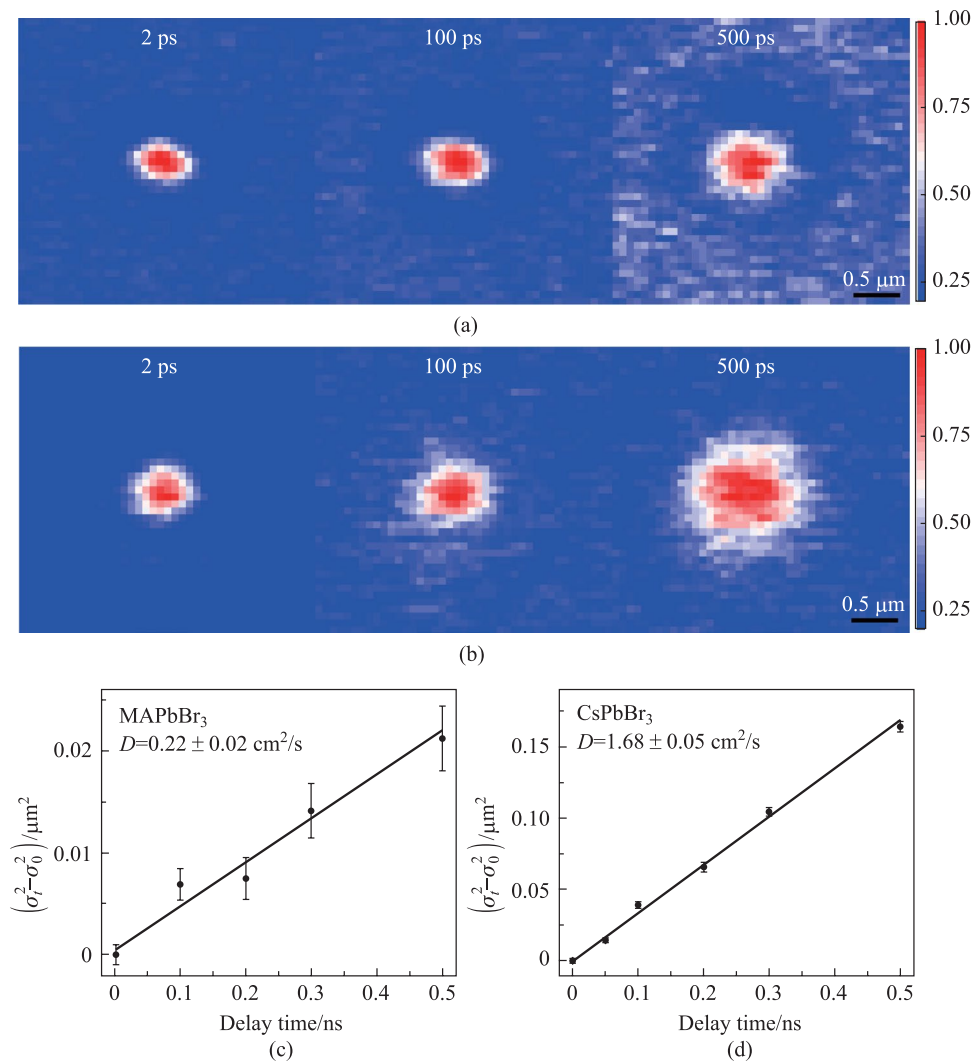 2 ps 100 ps 500 ps
1.00
0.75
0.50
0.25
0.5 μm
(a)
2 ps 100 ps 500 ps
1.00
0.75
0.50
0.25
0.5 μm
(b)
MAPbBr₃
D=0.22 ± 0.02 cm²/s
0.02
0.01
0
(σₜ²−σ₀²)/μm²
0 0.1 0.2 0.3 0.5
Delay time/ns
(c)
CsPbBr₃
D=1.68 ± 0.05 cm²/s
0.15
0.10
0.05
0
(σₜ²−σ₀²)/μm²
0 0.1 0.2 0.3 0.5
Delay time/ns
(d)